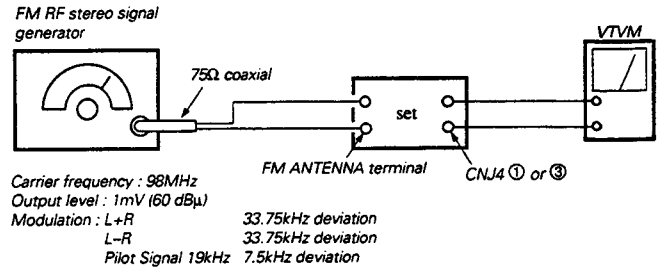 FM RF stereo signal
generator
VTVM
75Ω coaxial
set
FM ANTENNA terminal
CNJ4 ① or ③
Carrier frequency : 98MHz
Output level : 1mV (60 dBμ)
Modulation : L+R 33.75kHz deviation
L–R 33.75kHz deviation
Pilot Signal 19kHz 7.5kHz deviation